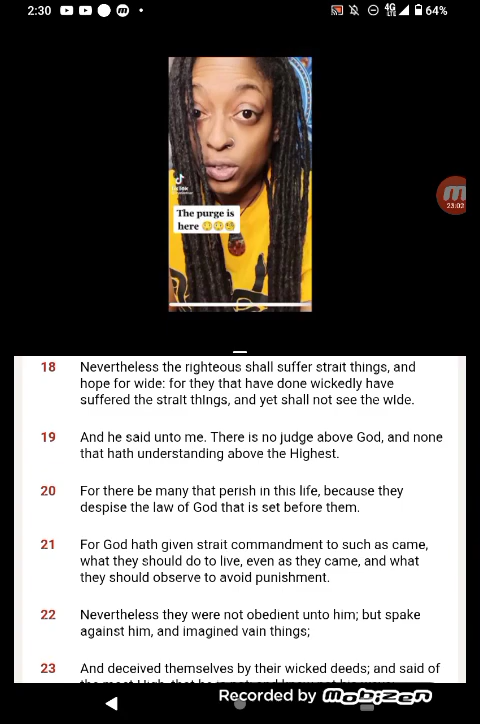 2:30
4G
LTE
64%
The purge is
here 😳😳🧐
23:02
18 Nevertheless the righteous shall suffer strait things, and
hope for wide: for they that have done wickedly have
suffered the strait things, and yet shall not see the wide.
19 And he said unto me. There is no judge above God, and none
that hath understanding above the Highest.
20 For there be many that perish in this life, because they
despise the law of God that is set before them.
21 For God hath given strait commandment to such as came,
what they should do to live, even as they came, and what
they should observe to avoid punishment.
22 Nevertheless they were not obedient unto him; but spake
against him, and imagined vain things;
23 And deceived themselves by their wicked deeds; and said of
Recorded by mobizen